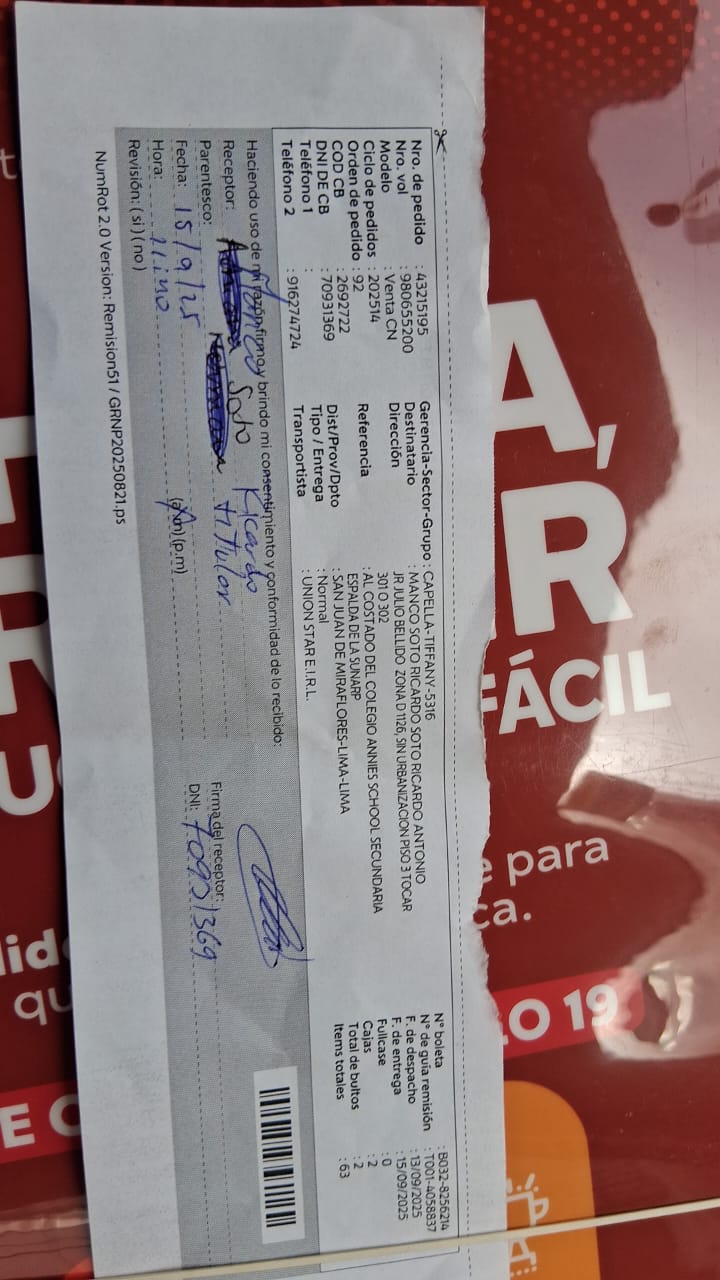 Nro. de pedido : 43215195
Nro. vol : 980655200
Modelo : Venta CN
Ciclo de pedidos : 202514
Orden de pedido : 92
COD CB : 2692722
DNI DE CB : 70931369
Teléfono 1 :
Teléfono 2 : 916274724
Gerencia-Sector-Grupo : CAPELLA-TIFFANY-5316
Destinatario : MANCO SOTO RICARDO SOTO RICARDO ANTONIO
Dirección JR JULIO BELLIDO ZONA D 1126, SIN URBANIZACION PISO 3 TOCAR
301 O 302
Referencia : AL COSTADO DEL COLEGIO ANNIES SCHOOL SECUNDARIA
ESPALDA DE LA SUNARP
Dist/Prov/Dpto : SAN JUAN DE MIRAFLORES-LIMA-LIMA
Tipo / Entrega : Normal
Transportista : UNION STAR E.I.R.L.
N° boleta : B032-8256214
N° de guía remisión : T001-4058837
F. de despacho : 13/09/2025
F. de entrega : 15/09/2025
Fullcase : 0
Cajas : 2
Total de bultos : 2
Items totales : 63
Haciendo uso de mi razón firmo y brindo mi consentimiento y conformidad de lo recibido:
Receptor: Manco Soto Ricardo
Parentesco: titular
Fecha: 15/9/25
Hora: (a.m) (p.m)
Revisión: ( si ) ( no )
Firma del receptor:
DNI: 70931369
NumRot 2.0 Version: Remision51 / GRNP20250821.ps
A,
R
FÁCIL
para
ca.
O 19
qu
E